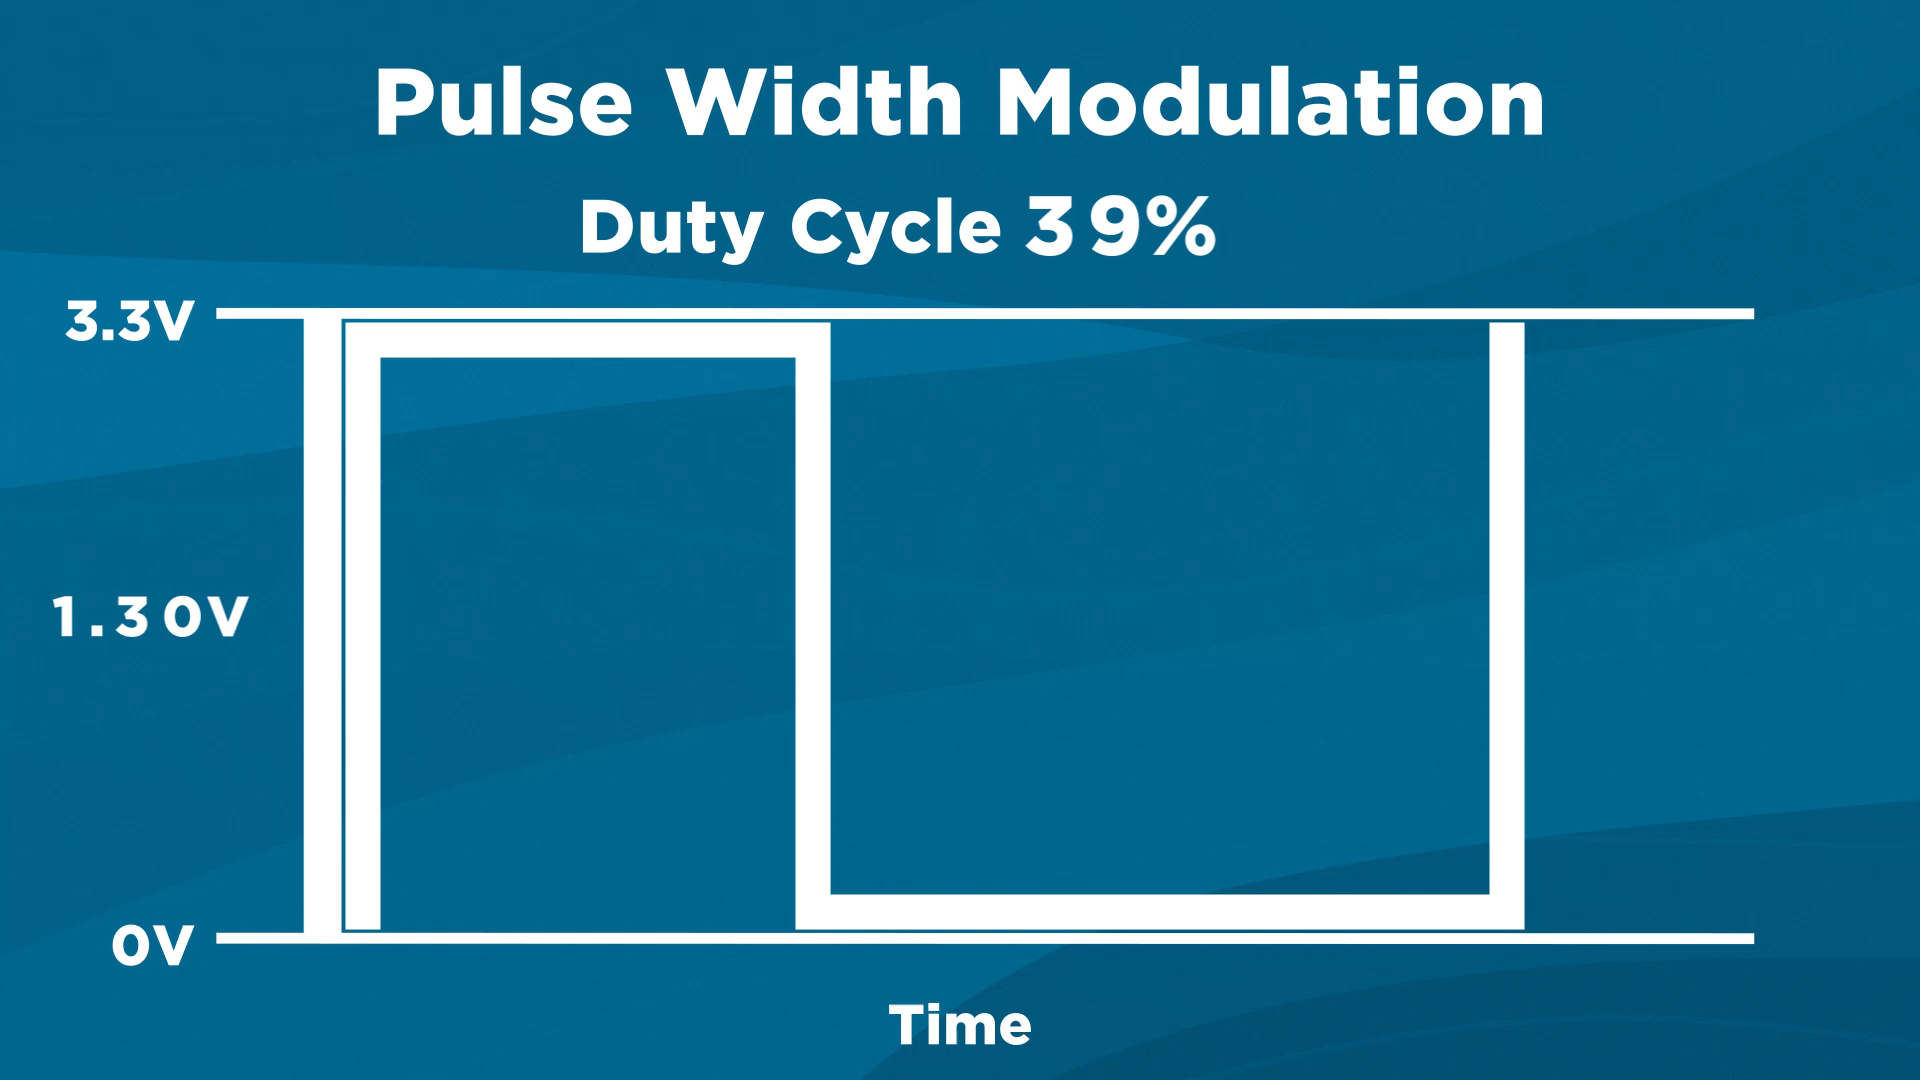 Pulse Width Modulation
Duty Cycle 39%
3.3V
1.30V
0V
Time